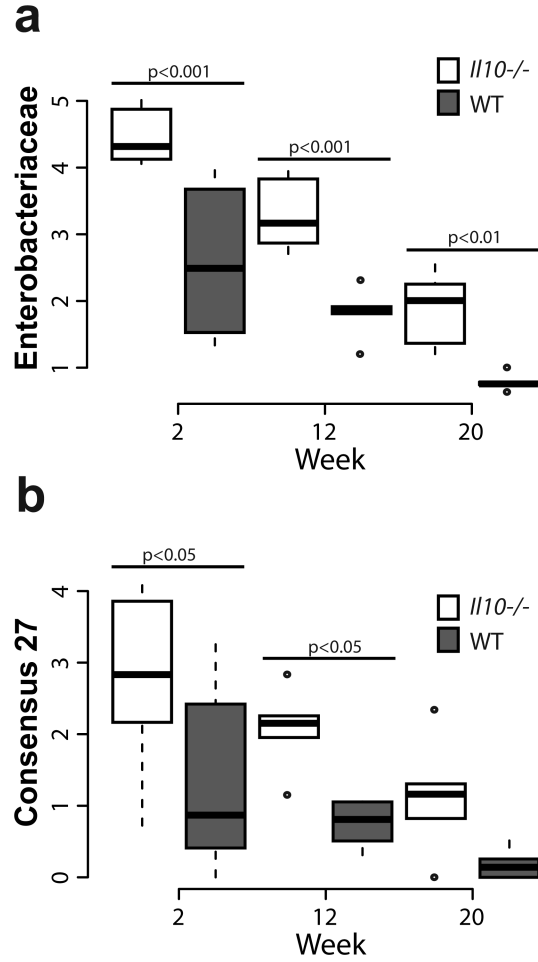 a
Il10-/-
WT
p<0.001
p<0.001
p<0.01
Enterobacteriaceae
5
4
3
2
1
2 12 20
Week
b
Il10-/-
WT
p<0.05
p<0.05
Consensus 27
4
3
2
1
0
2 12 20
Week